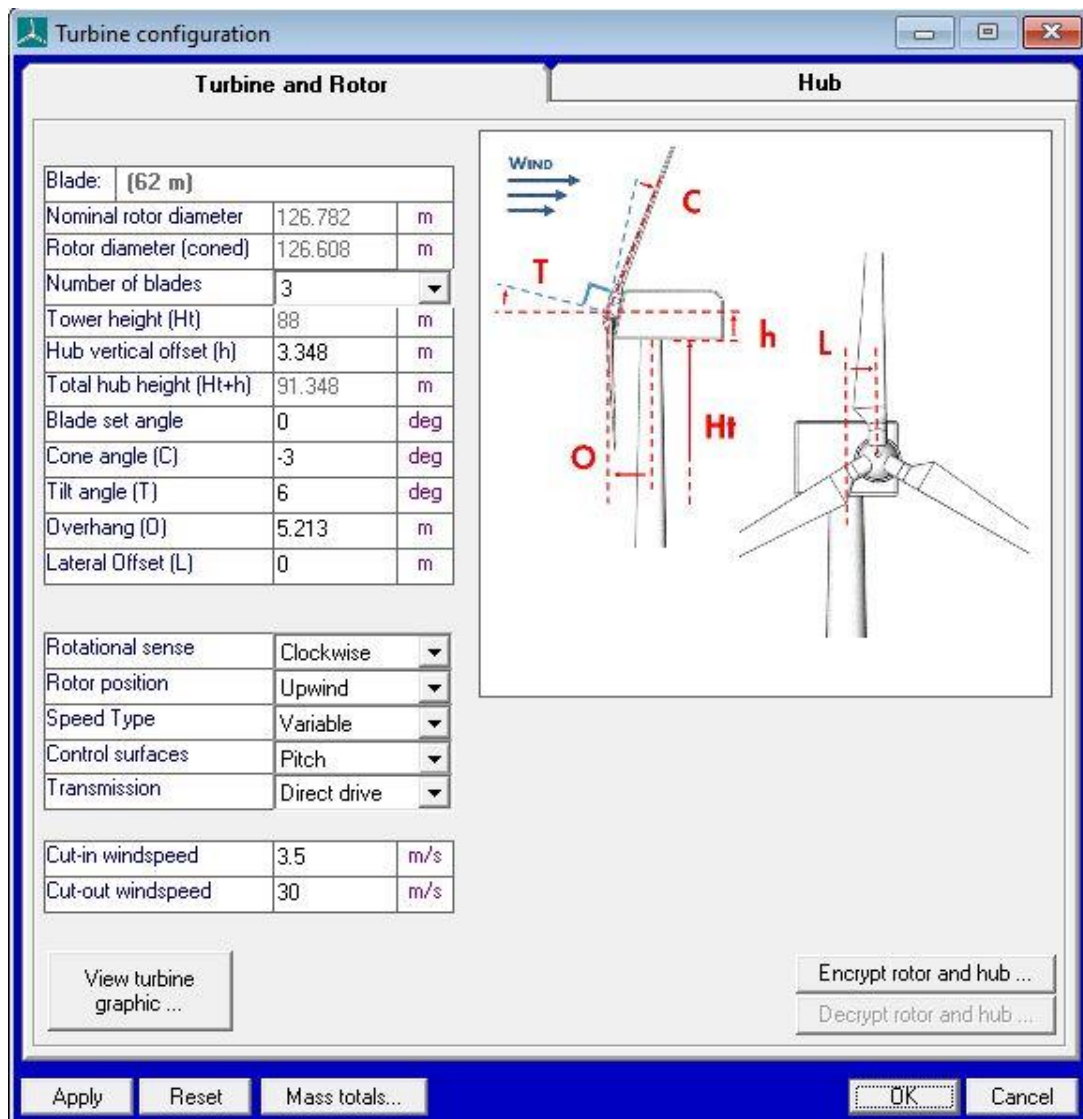 Turbine configuration
Turbine and Rotor
Hub
Blade: (62 m)
Nominal rotor diameter 126.782 m
Rotor diameter (coned) 126.608 m
Number of blades 3
Tower height (Ht) 88 m
Hub vertical offset (h) 3.348 m
Total hub height (Ht+h) 91.348 m
Blade set angle 0 deg
Cone angle (C) -3 deg
Tilt angle (T) 6 deg
Overhang (O) 5.213 m
Lateral Offset (L) 0 m
Rotational sense Clockwise
Rotor position Upwind
Speed Type Variable
Control surfaces Pitch
Transmission Direct drive
Cut-in windspeed 3.5 m/s
Cut-out windspeed 30 m/s
WIND
C
T
h
L
Ht
O
View turbine
graphic ...
Encrypt rotor and hub ...
Decrypt rotor and hub ...
Apply
Reset
Mass totals...
OK
Cancel